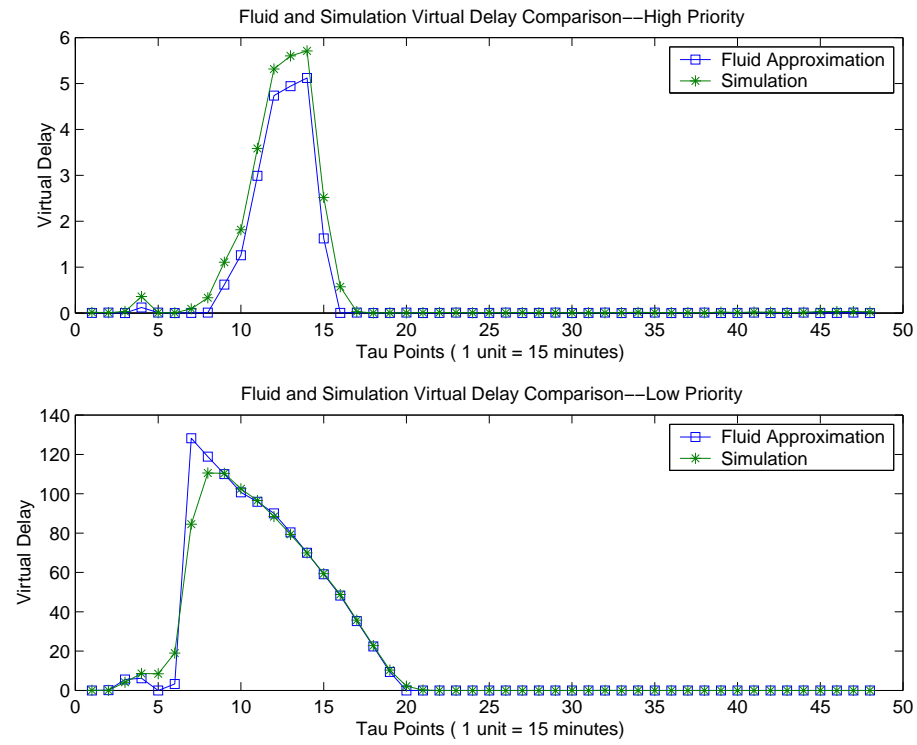 Fluid and Simulation Virtual Delay Comparison−−High Priority
6
5
4
3
2
1
0
Virtual Delay
Fluid Approximation
Simulation
0 5 10 15 20 25 30 35 40 45 50
Tau Points ( 1 unit = 15 minutes)
Fluid and Simulation Virtual Delay Comparison−−Low Priority
140
120
100
80
60
40
20
0
Virtual Delay
Fluid Approximation
Simulation
0 5 10 15 20 25 30 35 40 45 50
Tau Points ( 1 unit = 15 minutes)